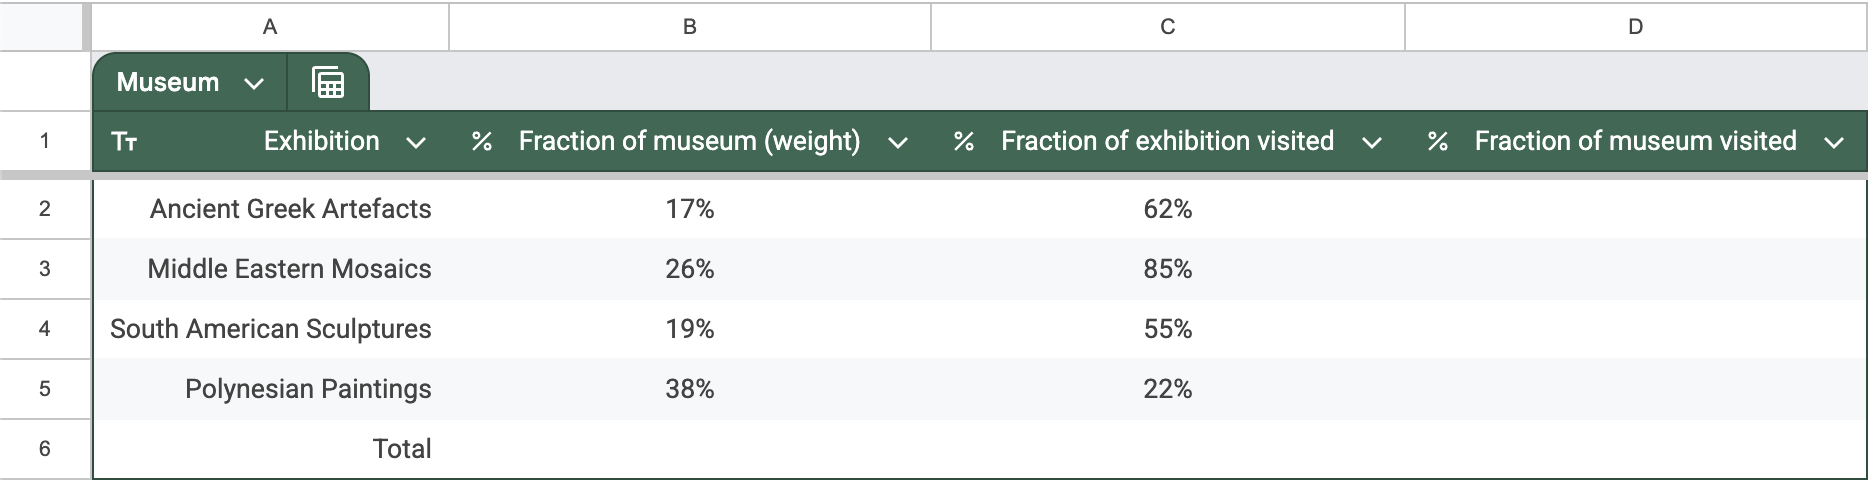 A B C D
Museum
1 Exhibition % Fraction of museum (weight) % Fraction of exhibition visited % Fraction of museum visited
2 Ancient Greek Artefacts 17% 62%
3 Middle Eastern Mosaics 26% 85%
4 South American Sculptures 19% 55%
5 Polynesian Paintings 38% 22%
6 Total